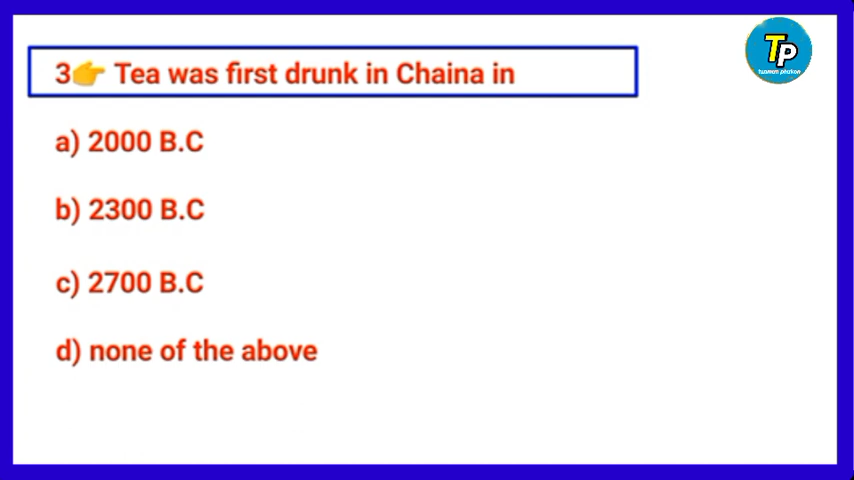 TP
3👉 Tea was first drunk in Chaina in
a) 2000 B.C
b) 2300 B.C
c) 2700 B.C
d) none of the above